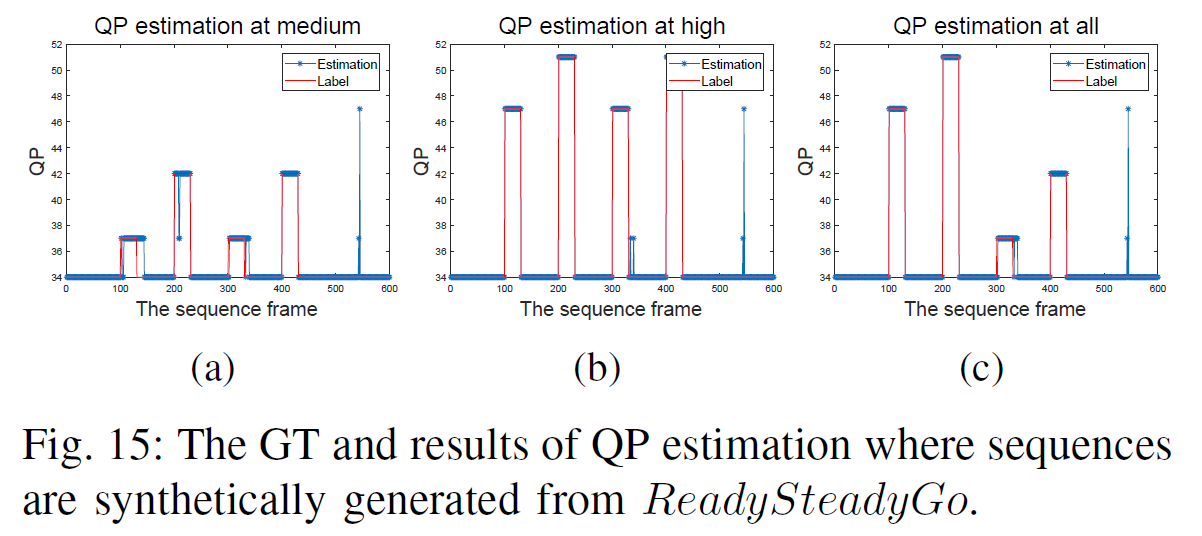 QP estimation at medium
52
50
48
46
44
42
40
38
36
34
QP
Estimation
Label
0 100 200 300 400 500 600
The sequence frame
(a)
QP estimation at high
52
50
48
46
44
42
40
38
36
34
QP
Estimation
Label
0 100 200 300 400 500 600
The sequence frame
(b)
QP estimation at all
52
50
48
46
44
42
40
38
36
34
QP
Estimation
Label
0 100 200 300 400 500 600
The sequence frame
(c)
Fig. 15: The GT and results of QP estimation where sequences
are synthetically generated from ReadySteadyGo.